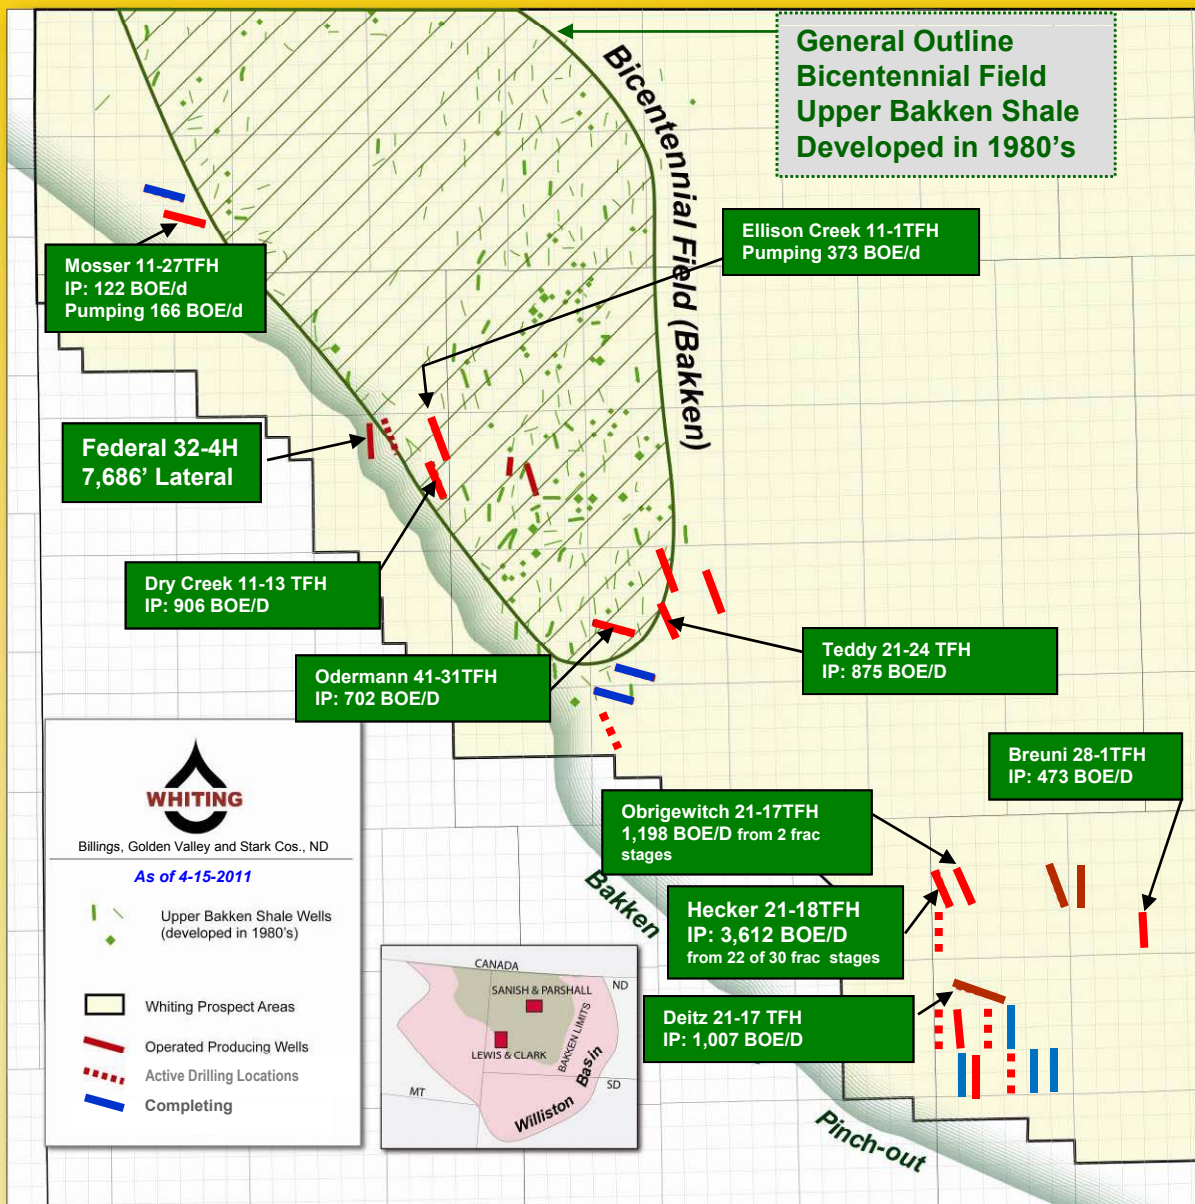 General Outline
Bicentennial Field
Upper Bakken Shale
Developed in 1980's
Bicentennial Field (Bakken)
Ellison Creek 11-1TFH
Pumping 373 BOE/d
Mosser 11-27TFH
IP: 122 BOE/d
Pumping 166 BOE/d
Federal 32-4H
7,686' Lateral
Dry Creek 11-13 TFH
IP: 906 BOE/D
Teddy 21-24 TFH
IP: 875 BOE/D
Odermann 41-31TFH
IP: 702 BOE/D
Breuni 28-1TFH
IP: 473 BOE/D
Obrigewitch 21-17TFH
1,198 BOE/D from 2 frac
stages
Hecker 21-18TFH
IP: 3,612 BOE/D
from 22 of 30 frac stages
Deitz 21-17 TFH
IP: 1,007 BOE/D
Bakken
Pinch-out
WHITING
Billings, Golden Valley and Stark Cos., ND
As of 4-15-2011
Upper Bakken Shale Wells
(developed in 1980's)
Whiting Prospect Areas
Operated Producing Wells
Active Drilling Locations
Completing
CANADA
ND
SANISH & PARSHALL
LEWIS & CLARK
BAKKEN LIMITS
MT
SD
Williston Basin